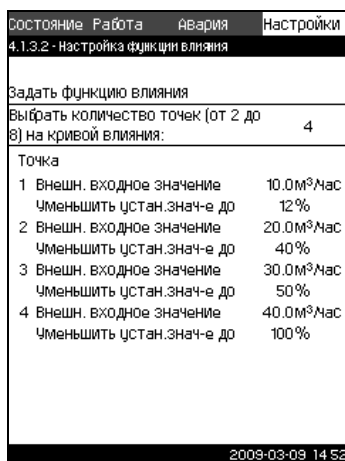 Состояние Работа Авария Настройки
4.1.3.2 - Настройка функции влияния
Задать функцию влияния
Выбрать количество точек (от 2 до
8) на кривой влияния: 4
Точка
1 Внешн. входное значение 10.0м³/час
Уменьшить устан.знач-е до 12%
2 Внешн. входное значение 20.0м³/час
Уменьшить устан.знач-е до 40%
3 Внешн. входное значение 30.0м³/час
Уменьшить устан.знач-е до 50%
4 Внешн. входное значение 40.0м³/час
Уменьшить устан.знач-е до 100%
2009-03-09 14:52